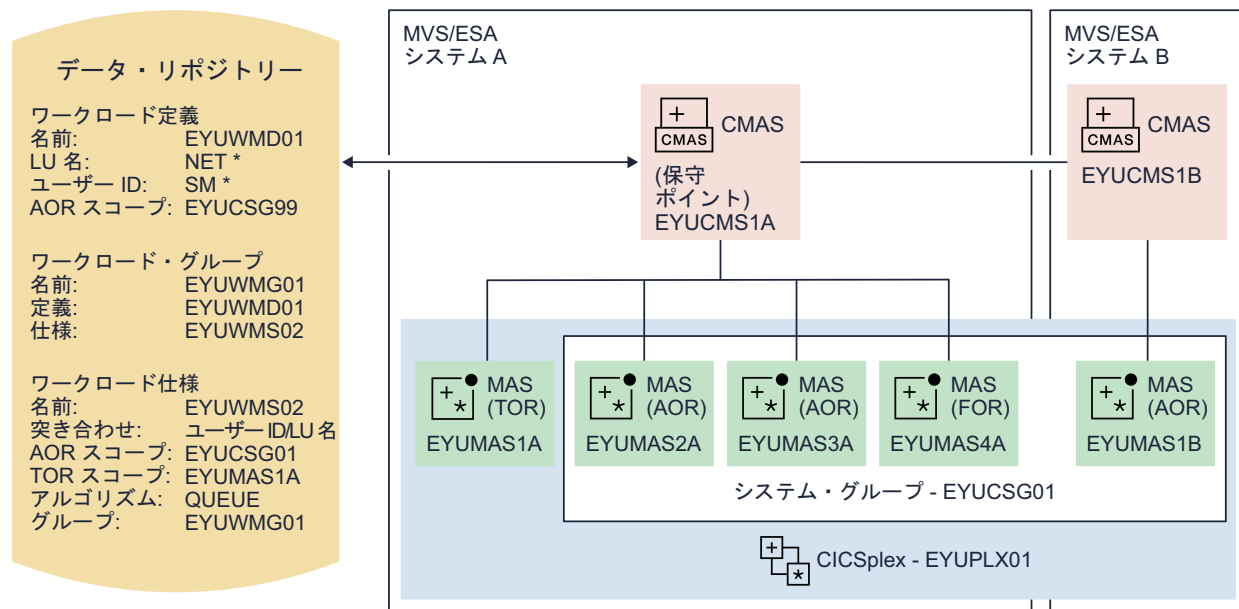 データ・リポジトリー
ワークロード定義
名前: EYUWMD01
LU 名: NET *
ユーザー ID: SM *
AOR スコープ: EYUCSG99
ワークロード・グループ
名前: EYUWMG01
定義: EYUWMD01
仕様: EYUWMS02
ワークロード仕様
名前: EYUWMS02
突き合わせ: ユーザー ID/LU 名
AOR スコープ: EYUCSG01
TOR スコープ: EYUMAS1A
アルゴリズム: QUEUE
グループ: EYUWMG01
MVS/ESA
システム A
+
CMAS
CMAS
(保守
ポイント)
EYUCMS1A
MVS/ESA
システム B
+
CMAS
CMAS
EYUCMS1B
+
*
MAS
(TOR)
EYUMAS1A
+
*
MAS
(AOR)
EYUMAS2A
+
*
MAS
(AOR)
EYUMAS3A
+
*
MAS
(FOR)
EYUMAS4A
+
*
MAS
(AOR)
EYUMAS1B
システム・グループ - EYUCSG01
+
*
CICSplex - EYUPLX01